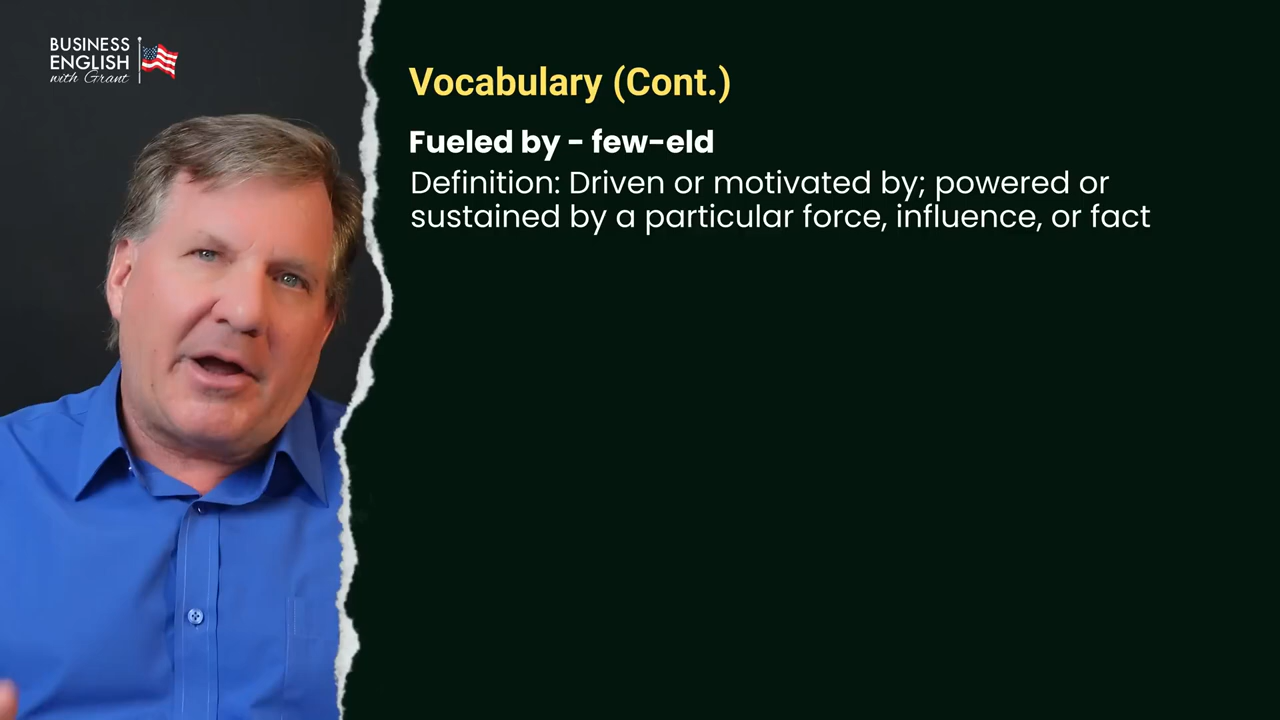 BUSINESS
ENGLISH
with Grant
Vocabulary (Cont.)
Fueled by - few-eld
Definition: Driven or motivated by; powered or
sustained by a particular force, influence, or fact